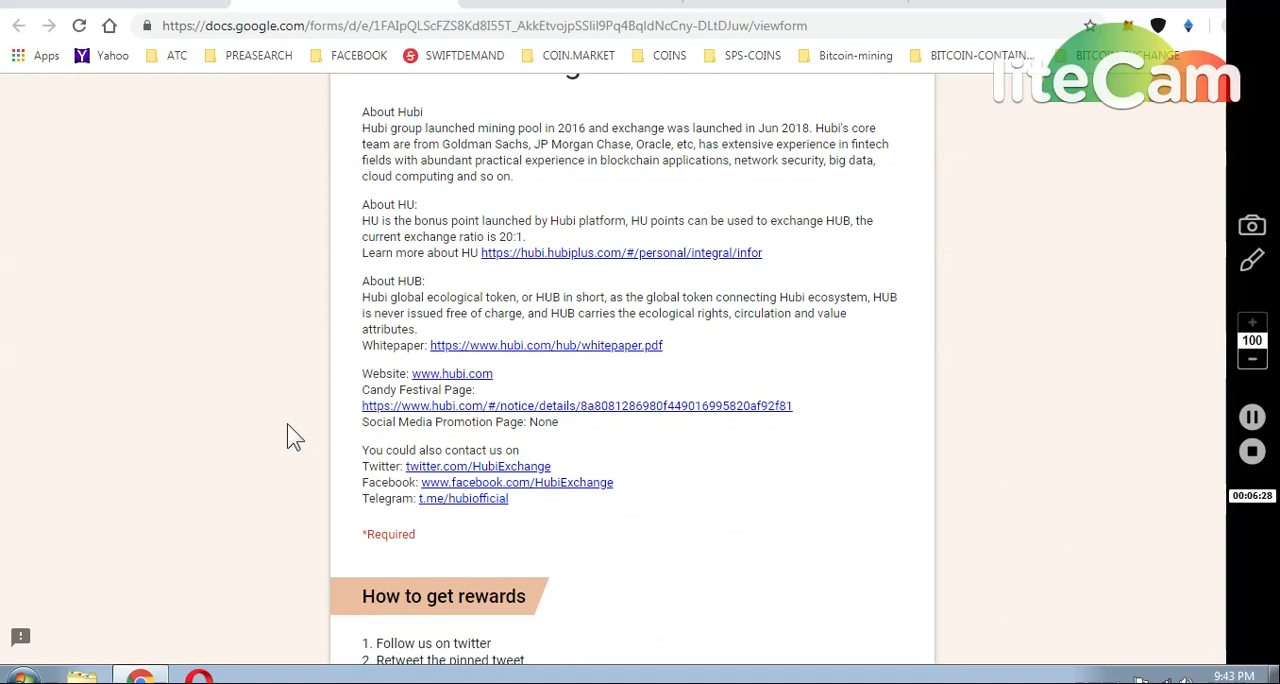 https://docs.google.com/forms/d/e/1FAIpQLScFZS8Kd8I55T_AkkEtvojpSSIiI9Pq4BqldNcCny-DLtDJuw/viewform
Apps Yahoo ATC PREASEARCH FACEBOOK SWIFTDEMAND COIN.MARKET COINS SPS-COINS Bitcoin-mining BITCOIN-CONTAIN... BITCOIN-EXCHANGE
liteCam
About Hubi
Hubi group launched mining pool in 2016 and exchange was launched in Jun 2018. Hubi's core
team are from Goldman Sachs, JP Morgan Chase, Oracle, etc, has extensive experience in fintech
fields with abundant practical experience in blockchain applications, network security, big data,
cloud computing and so on.
About HU:
HU is the bonus point launched by Hubi platform, HU points can be used to exchange HUB, the
current exchange ratio is 20:1.
Learn more about HU https://hubi.hubiplus.com/#/personal/integral/infor
About HUB:
Hubi global ecological token, or HUB in short, as the global token connecting Hubi ecosystem, HUB
is never issued free of charge, and HUB carries the ecological rights, circulation and value
attributes.
Whitepaper: https://www.hubi.com/hub/whitepaper.pdf
Website: www.hubi.com
Candy Festival Page:
https://www.hubi.com/#/notice/details/8a8081286980f449016995820af92f81
Social Media Promotion Page: None
You could also contact us on
Twitter: twitter.com/HubiExchange
Facebook: www.facebook.com/HubiExchange
Telegram: t.me/hubiofficial
*Required
How to get rewards
1. Follow us on twitter
2. Retweet the pinned tweet
100
00:06:28
9:43 PM